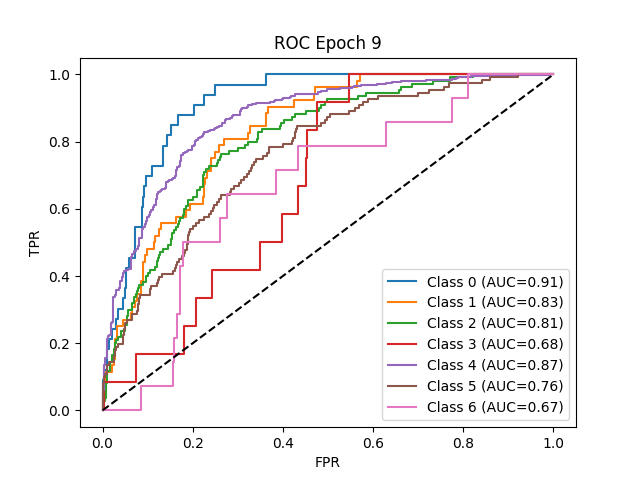 ROC Epoch 9
TPR
1.0
0.8
0.6
0.4
0.2
0.0
Class 0 (AUC=0.91)
Class 1 (AUC=0.83)
Class 2 (AUC=0.81)
Class 3 (AUC=0.68)
Class 4 (AUC=0.87)
Class 5 (AUC=0.76)
Class 6 (AUC=0.67)
0.0 0.2 0.4 0.6 0.8 1.0
FPR